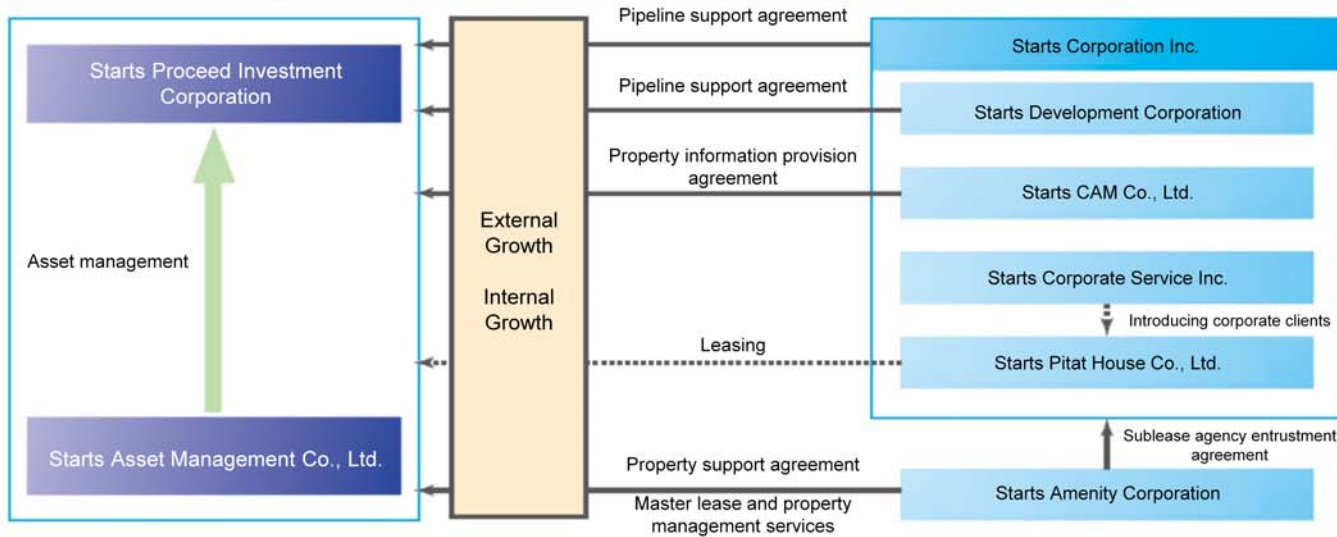 Starts Proceed Investment
Corporation
Asset management
Starts Asset Management Co., Ltd.
External
Growth
Internal
Growth
Pipeline support agreement
Pipeline support agreement
Property information provision
agreement
Leasing
Property support agreement
Master lease and property
management services
Starts Corporation Inc.
Starts Development Corporation
Starts CAM Co., Ltd.
Starts Corporate Service Inc.
Introducing corporate clients
Starts Pitat House Co., Ltd.
Sublease agency entrustment
agreement
Starts Amenity Corporation